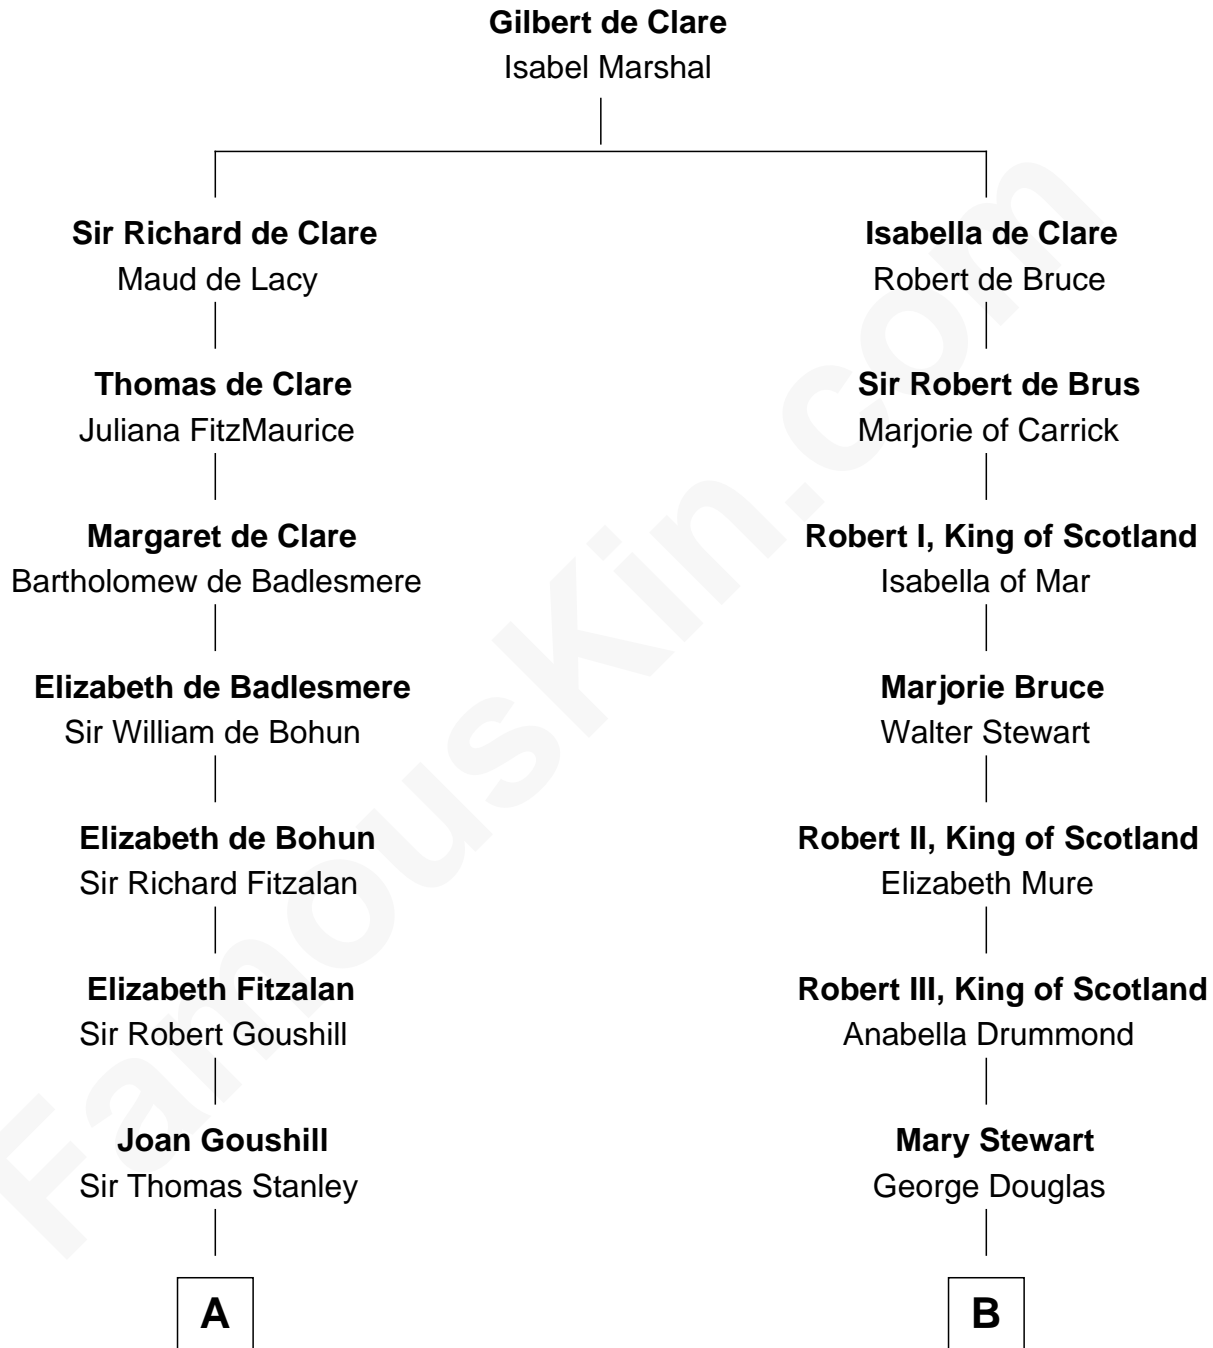 Gilbert de Clare
Isabel Marshal
Sir Richard de Clare
Maud de Lacy
Isabella de Clare
Robert de Bruce
Thomas de Clare
Juliana FitzMaurice
Sir Robert de Brus
Marjorie of Carrick
Margaret de Clare
Bartholomew de Badlesmere
Robert I, King of Scotland
Isabella of Mar
Elizabeth de Badlesmere
Sir William de Bohun
Marjorie Bruce
Walter Stewart
Elizabeth de Bohun
Sir Richard Fitzalan
Robert II, King of Scotland
Elizabeth Mure
Elizabeth Fitzalan
Sir Robert Goushill
Robert III, King of Scotland
Anabella Drummond
Joan Goushill
Sir Thomas Stanley
Mary Stewart
George Douglas
A
B
FamousKin.com